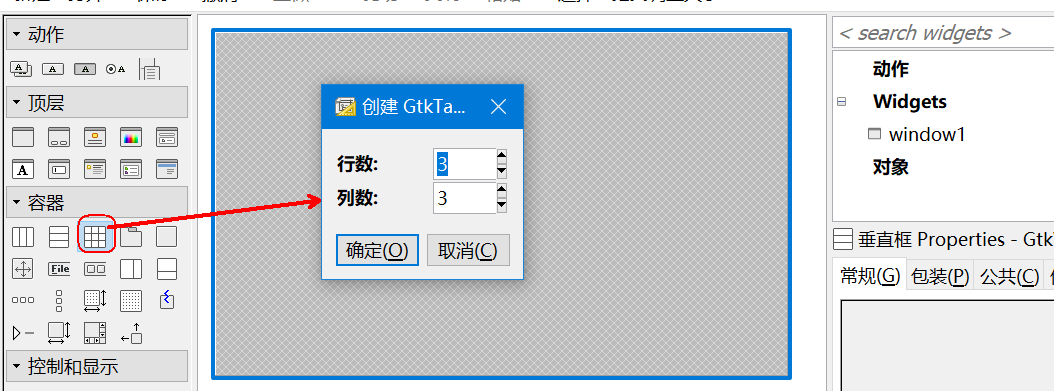 动作
顶层
A
容器
File
控制和显示
创建 GtkTa...
行数:
3
列数:
3
确定(O)
取消(C)
< search widgets >
动作
Widgets
window1
对象
垂直框 Properties - Gtk
常规(G)
包装(P)
公共(C)